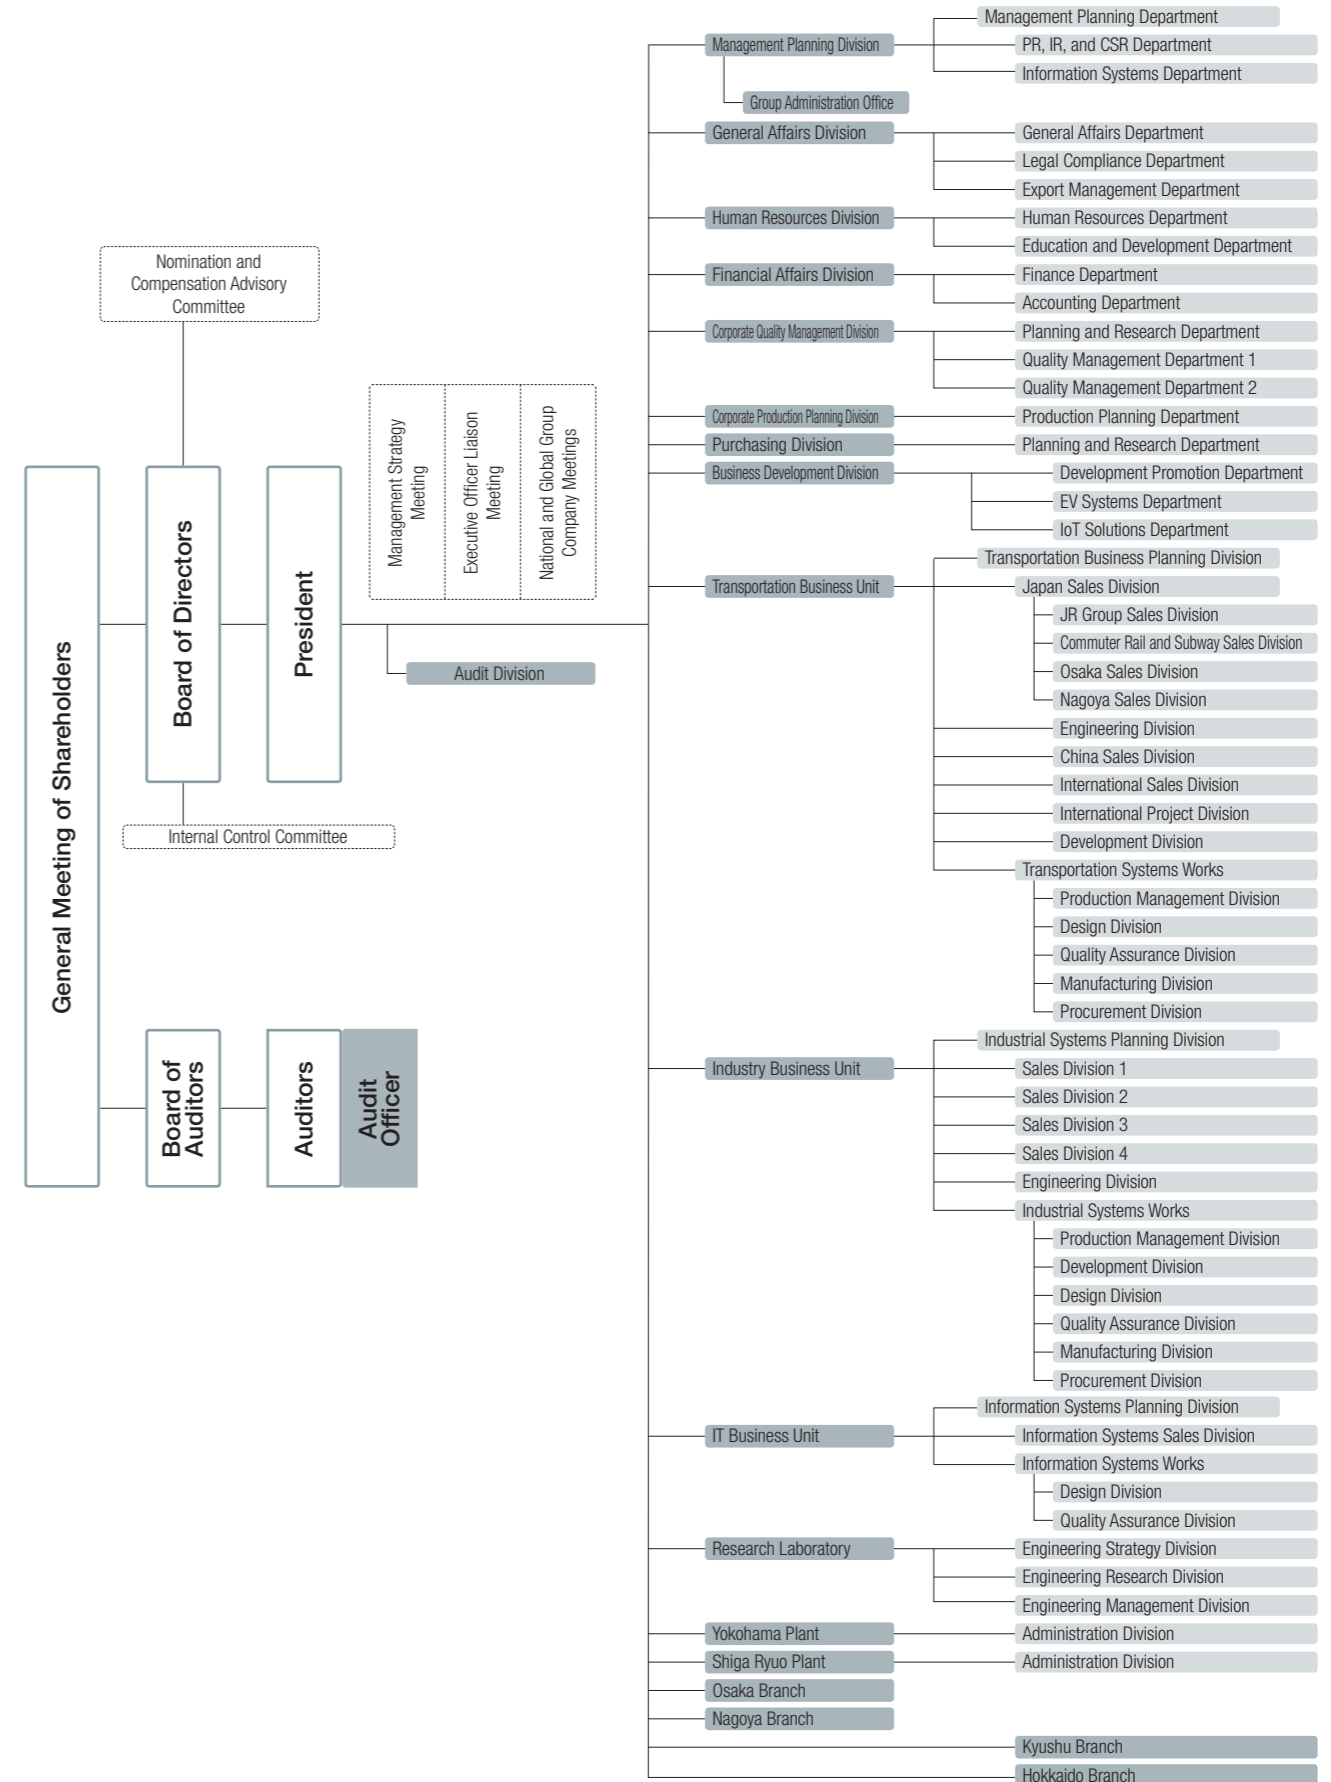 General Meeting of Shareholders
Nomination and
Compensation Advisory
Committee
Board of Directors
Internal Control Committee
President
Management Strategy
Meeting
Executive Officer Liaison
Meeting
National and Global Group
Company Meetings
Audit Division
Board of
Auditors
Auditors
Audit
Officer
Management Planning Division
Management Planning Department
PR, IR, and CSR Department
Information Systems Department
Group Administration Office
General Affairs Division
General Affairs Department
Legal Compliance Department
Export Management Department
Human Resources Division
Human Resources Department
Education and Development Department
Financial Affairs Division
Finance Department
Accounting Department
Corporate Quality Management Division
Planning and Research Department
Quality Management Department 1
Quality Management Department 2
Corporate Production Planning Division
Production Planning Department
Purchasing Division
Planning and Research Department
Business Development Division
Development Promotion Department
EV Systems Department
IoT Solutions Department
Transportation Business Unit
Transportation Business Planning Division
Japan Sales Division
JR Group Sales Division
Commuter Rail and Subway Sales Division
Osaka Sales Division
Nagoya Sales Division
Engineering Division
China Sales Division
International Sales Division
International Project Division
Development Division
Transportation Systems Works
Production Management Division
Design Division
Quality Assurance Division
Manufacturing Division
Procurement Division
Industry Business Unit
Industrial Systems Planning Division
Sales Division 1
Sales Division 2
Sales Division 3
Sales Division 4
Engineering Division
Industrial Systems Works
Production Management Division
Development Division
Design Division
Quality Assurance Division
Manufacturing Division
Procurement Division
IT Business Unit
Information Systems Planning Division
Information Systems Sales Division
Information Systems Works
Design Division
Quality Assurance Division
Research Laboratory
Engineering Strategy Division
Engineering Research Division
Engineering Management Division
Yokohama Plant
Administration Division
Shiga Ryuo Plant
Administration Division
Osaka Branch
Nagoya Branch
Kyushu Branch
Hokkaido Branch